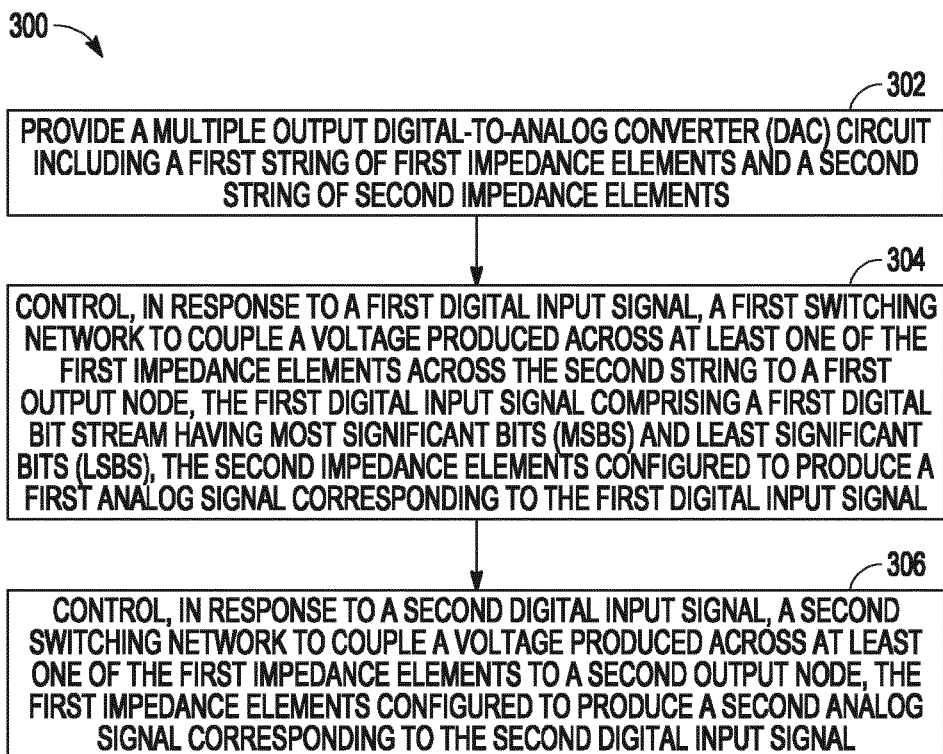 300
302
PROVIDE A MULTIPLE OUTPUT DIGITAL-TO-ANALOG CONVERTER (DAC) CIRCUIT
INCLUDING A FIRST STRING OF FIRST IMPEDANCE ELEMENTS AND A SECOND
STRING OF SECOND IMPEDANCE ELEMENTS
304
CONTROL, IN RESPONSE TO A FIRST DIGITAL INPUT SIGNAL, A FIRST SWITCHING
NETWORK TO COUPLE A VOLTAGE PRODUCED ACROSS AT LEAST ONE OF THE
FIRST IMPEDANCE ELEMENTS ACROSS THE SECOND STRING TO A FIRST
OUTPUT NODE, THE FIRST DIGITAL INPUT SIGNAL COMPRISING A FIRST DIGITAL
BIT STREAM HAVING MOST SIGNIFICANT BITS (MSBS) AND LEAST SIGNIFICANT
BITS (LSBS), THE SECOND IMPEDANCE ELEMENTS CONFIGURED TO PRODUCE A
FIRST ANALOG SIGNAL CORRESPONDING TO THE FIRST DIGITAL INPUT SIGNAL
306
CONTROL, IN RESPONSE TO A SECOND DIGITAL INPUT SIGNAL, A SECOND
SWITCHING NETWORK TO COUPLE A VOLTAGE PRODUCED ACROSS AT LEAST
ONE OF THE FIRST IMPEDANCE ELEMENTS TO A SECOND OUTPUT NODE, THE
FIRST IMPEDANCE ELEMENTS CONFIGURED TO PRODUCE A SECOND ANALOG
SIGNAL CORRESPONDING TO THE SECOND DIGITAL INPUT SIGNAL